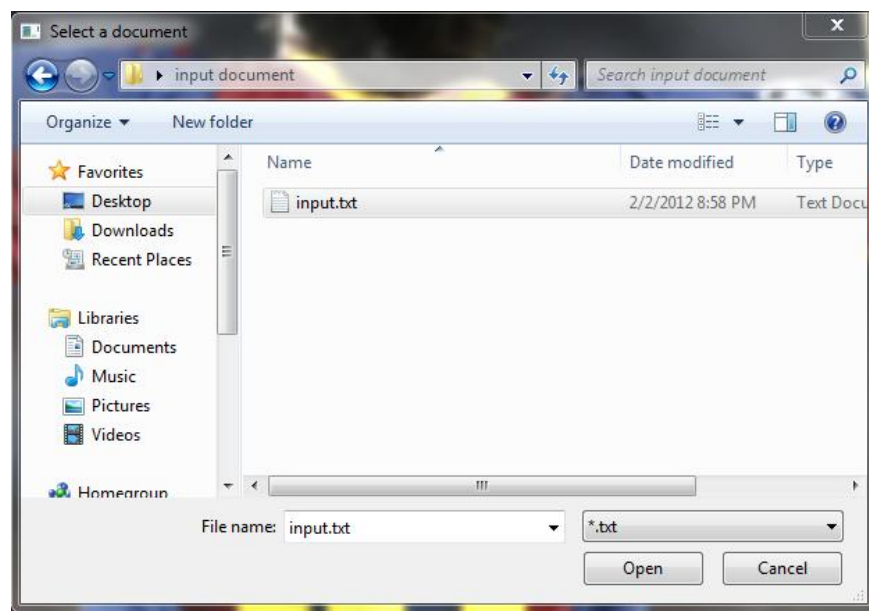 Select a document
input document
Search input document
Organize New folder
Name Date modified Type
Favorites
Desktop
Downloads
Recent Places
Libraries
Documents
Music
Pictures
Videos
Homegroup
input.txt 2/2/2012 8:58 PM Text Docu
File name: input.txt *.txt
Open Cancel